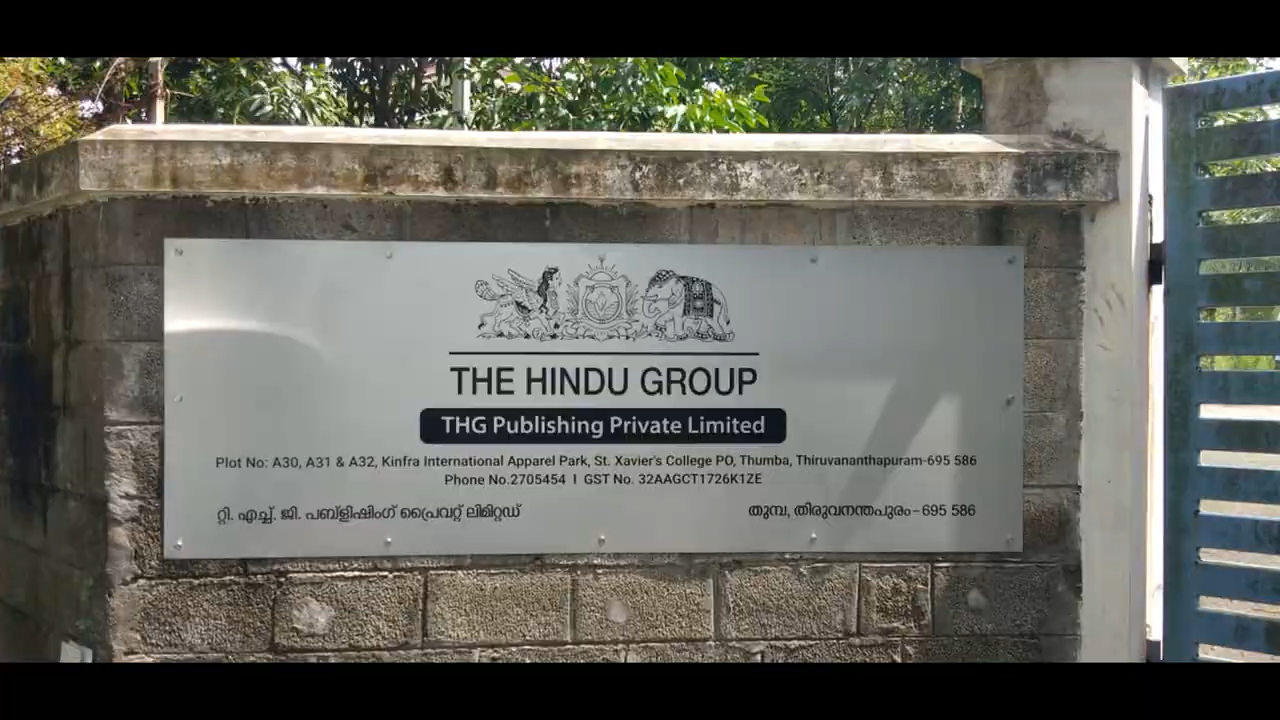 THE HINDU GROUP
THG Publishing Private Limited
Plot No: A30, A31 & A32, Kinfra International Apparel Park, St. Xavier's College PO, Thumba, Thiruvananthapuram-695 586
Phone No.2705454 I GST No. 32AAGCT1726K1ZE
റ്റി. എച്ച്. ജി. പബ്ളിഷിംഗ് പ്രൈവറ്റ് ലിമിറ്റഡ് തുമ്പ, തിരുവനന്തപുരം-695 586